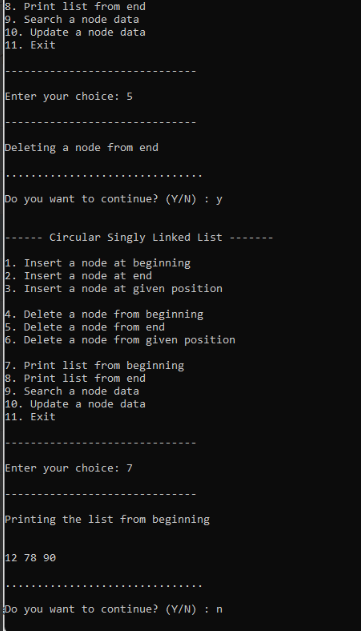 8. Print list from end
9. Search a node data
10. Update a node data
11. Exit
------------------------------
Enter your choice: 5
------------------------------
Deleting a node from end
...............................
Do you want to continue? (Y/N) : y
------ Circular Singly Linked List -------
1. Insert a node at beginning
2. Insert a node at end
3. Insert a node at given position
4. Delete a node from beginning
5. Delete a node from end
6. Delete a node from given position
7. Print list from beginning
8. Print list from end
9. Search a node data
10. Update a node data
11. Exit
------------------------------
Enter your choice: 7
------------------------------
Printing the list from beginning
12 78 90
...............................
Do you want to continue? (Y/N) : n